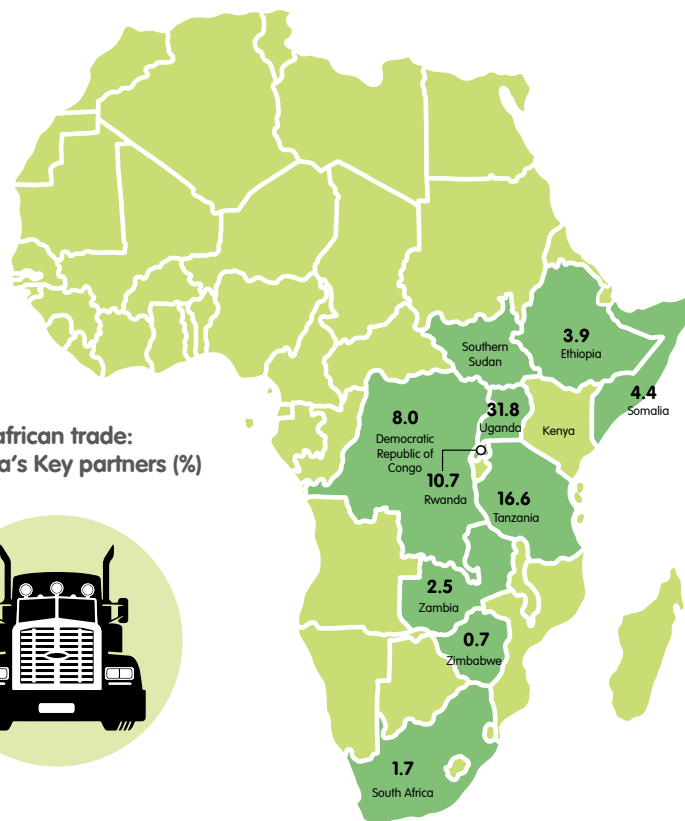 3.9
Ethiopia
Southern
Sudan
4.4
Somalia
31.8
Uganda
8.0
Democratic
Republic of
Congo
Kenya
african trade:
a's Key partners (%)
10.7
Rwanda
16.6
Tanzania
2.5
Zambia
0.7
Zimbabwe
1.7
South Africa